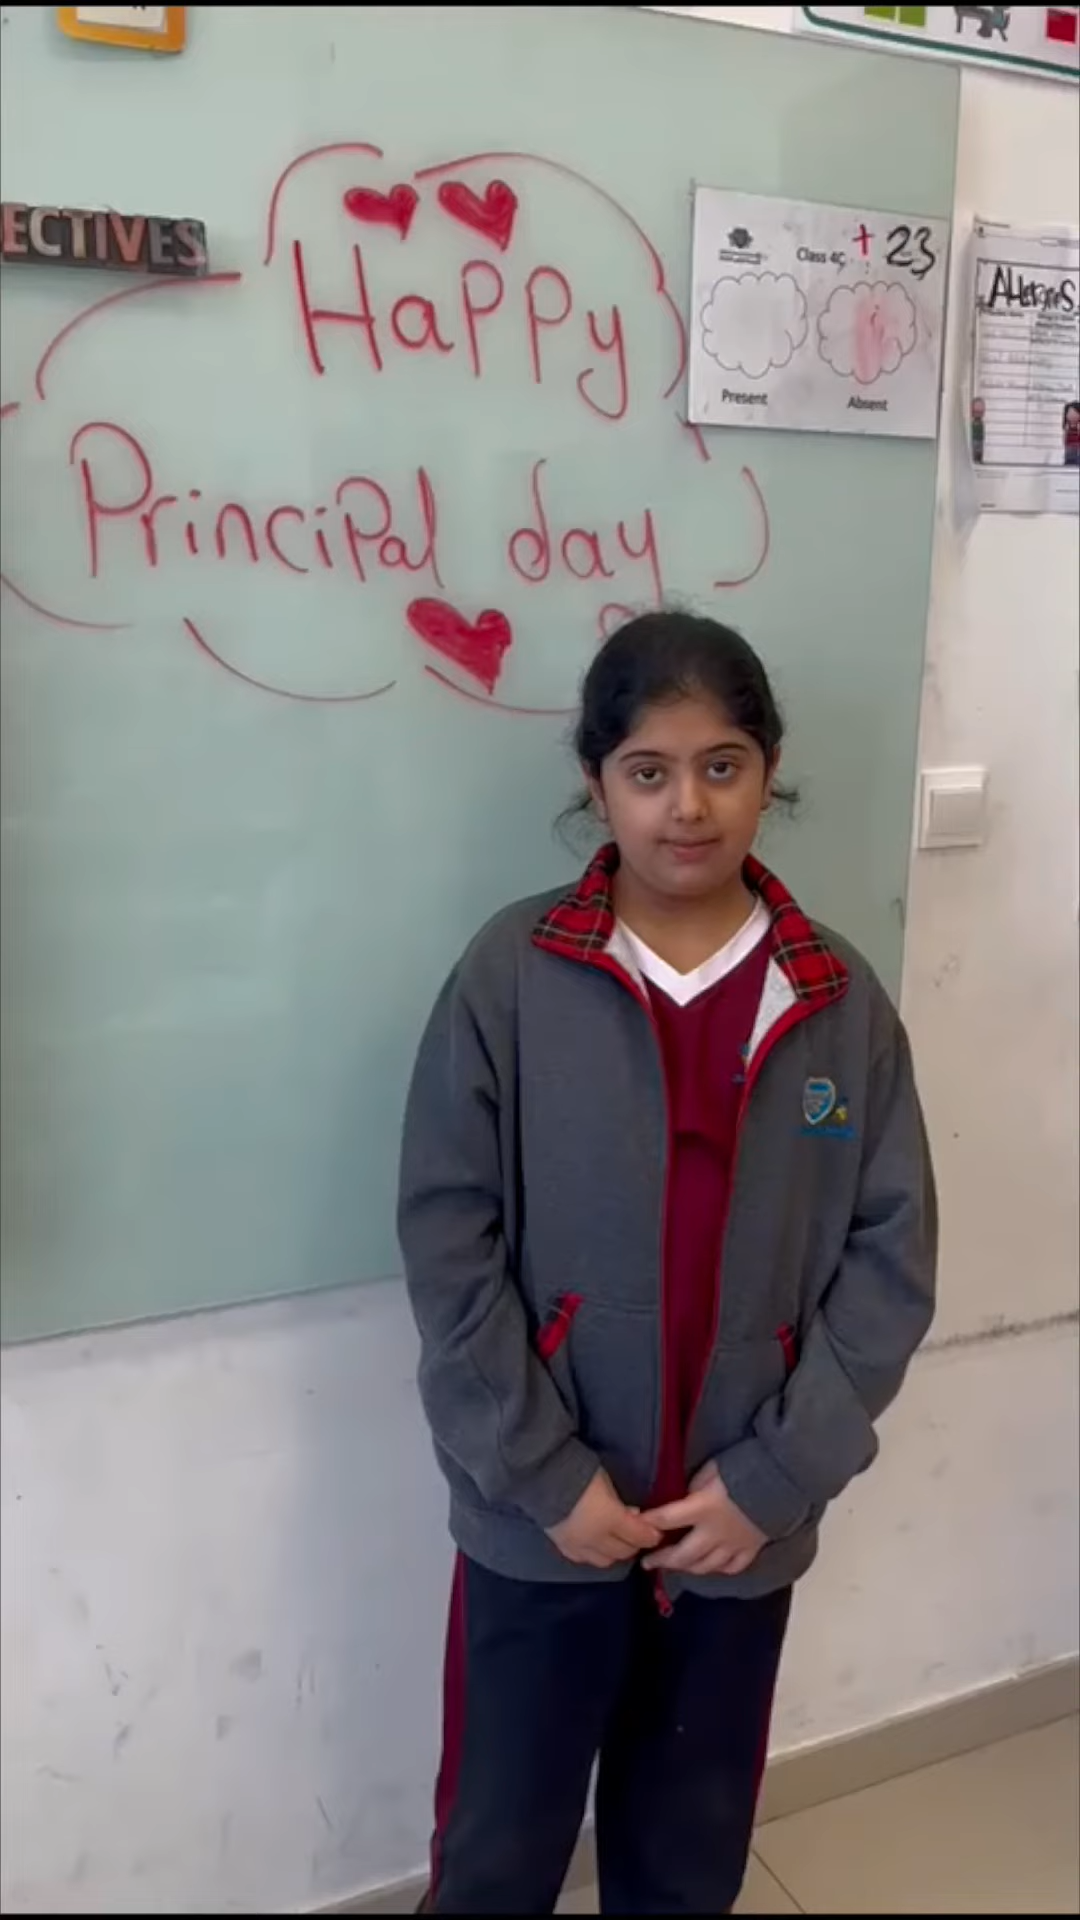 ECTIVES
Happy
Principal day
Class 4C + 23
Present
Absent
Allergies